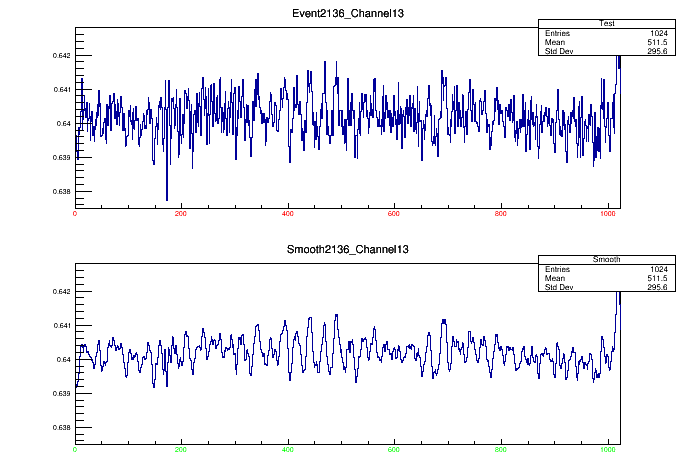 Event2136_Channel13
Test
Entries 1024
Mean 511.5
Std Dev 295.6
0.642
0.641
0.64
0.639
0.638
0 200 400 600 800 1000
Smooth2136_Channel13
Smooth
Entries 1024
Mean 511.5
Std Dev 295.6
0.642
0.641
0.64
0.639
0.638
0 200 400 600 800 1000